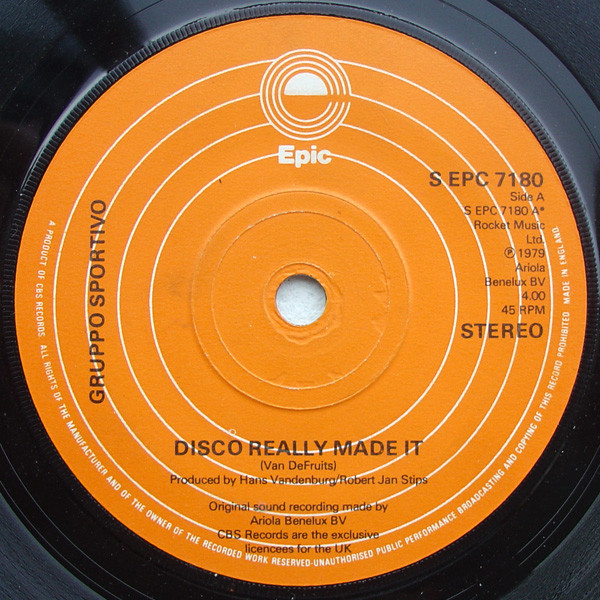 Epic
S EPC 7180
Side A
S EPC 7180 A*
Rocket Music
Ltd.
℗ 1979
Ariola
Benelux BV
4.00
45 RPM
STEREO
GRUPPO SPORTIVO
DISCO REALLY MADE IT
(Van DeFruits)
Produced by Hans Vandenburg/Robert Jan Stips
Original sound recording made by
Ariola Benelux BV
CBS Records are the exclusive
licencees for the UK
A PRODUCT OF CBS RECORDS. ALL RIGHTS OF THE MANUFACTURER AND OF THE OWNER OF THE RECORDED WORK RESERVED·UNAUTHORISED PUBLIC PERFORMANCE BROADCASTING AND COPYING OF THIS RECORD PROHIBITED MADE IN ENGLAND.